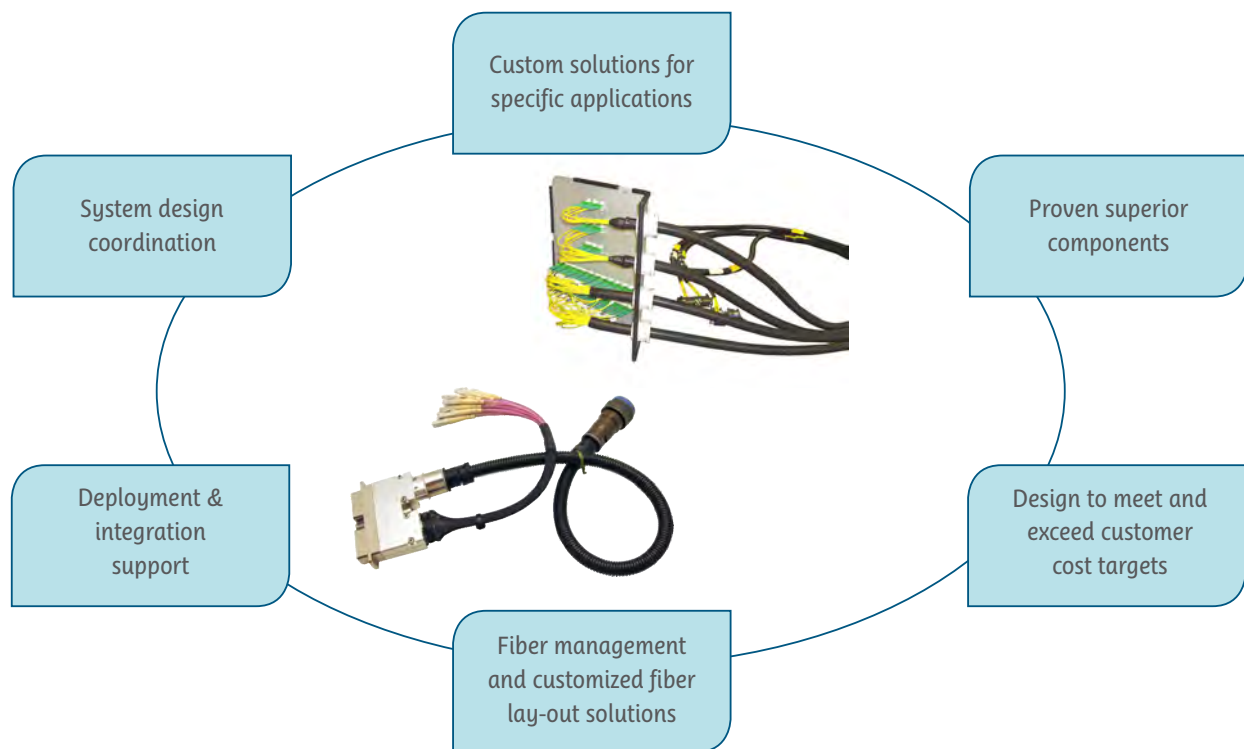 Custom solutions for
specific applications
System design
coordination
Proven superior
components
Deployment &
integration
support
Design to meet and
exceed customer
cost targets
Fiber management
and customized fiber
lay-out solutions